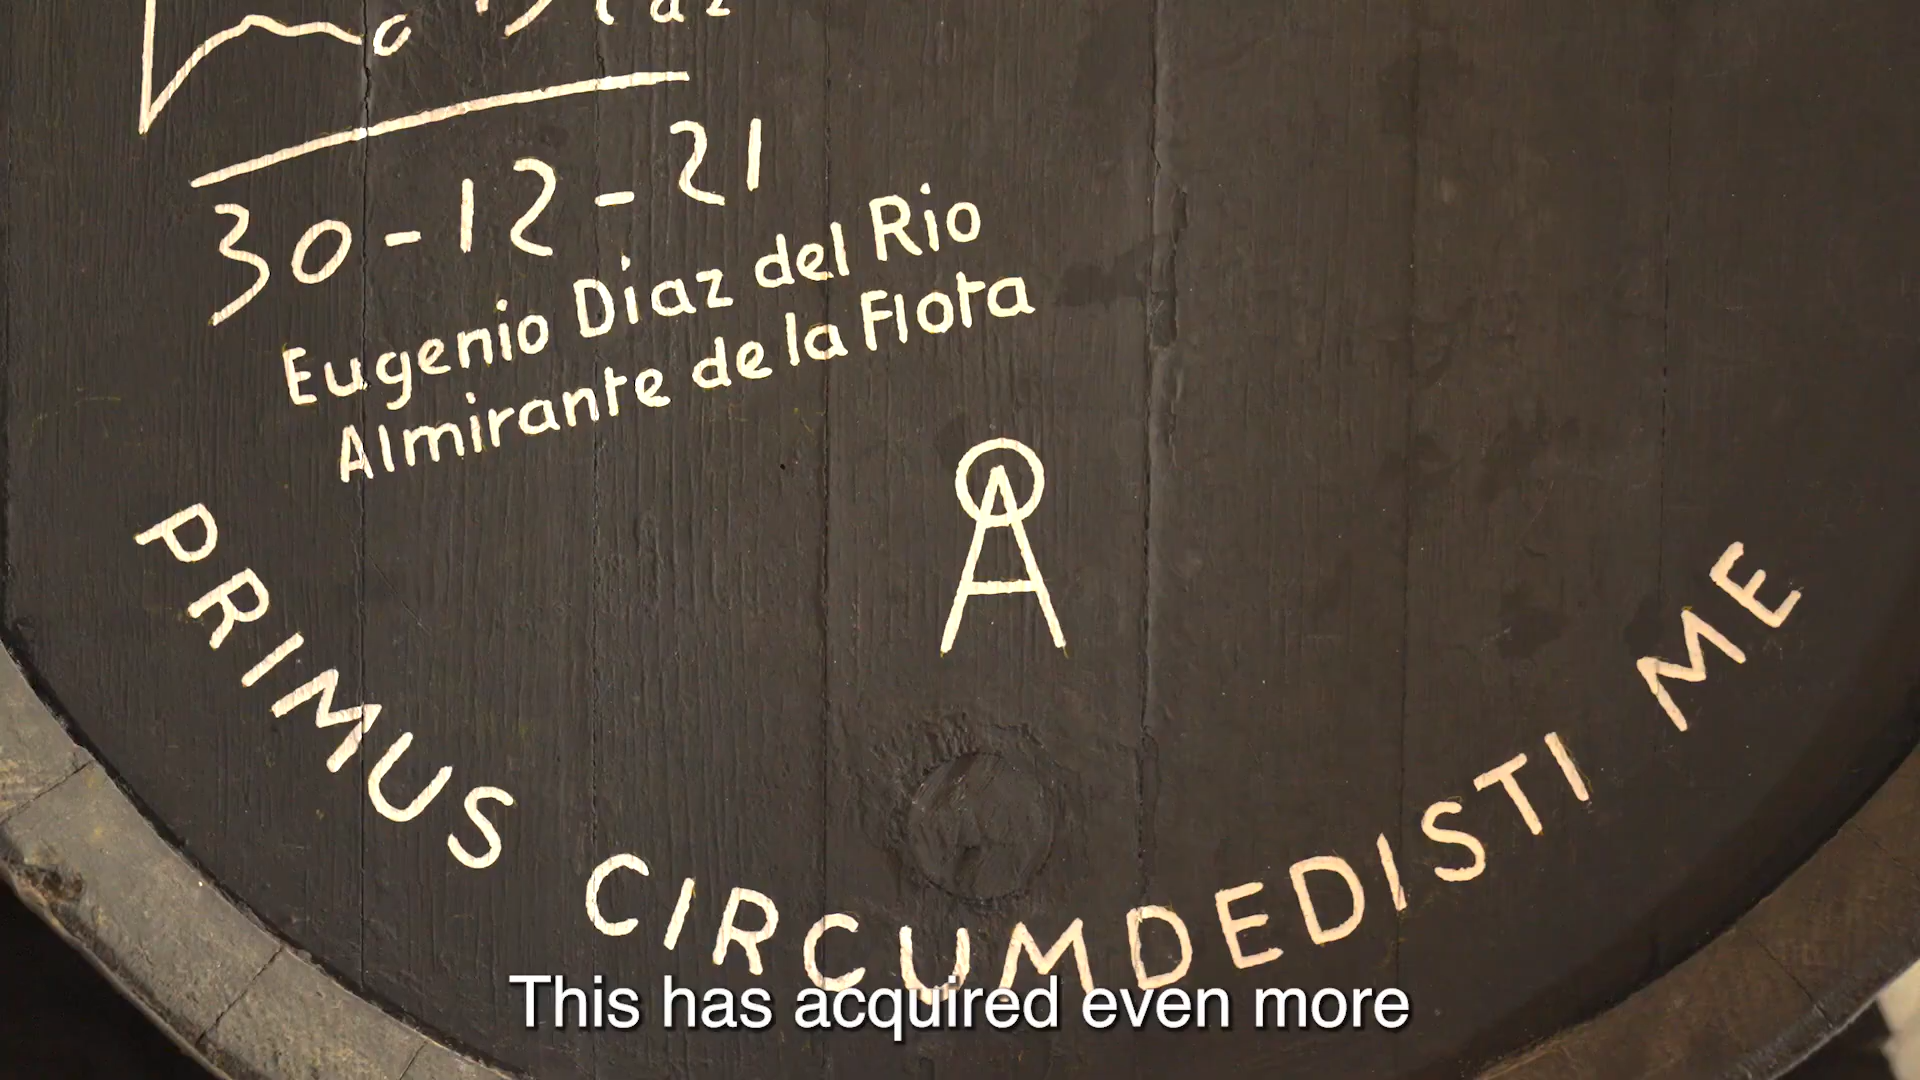 30-12-21
Eugenio Diaz del Rio
Almirante de la Flota
PRIMUS CIRCUMDEDISTI ME
This has acquired even more